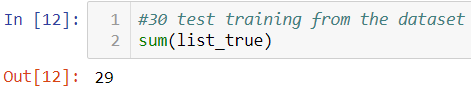 In [12]: 1 #30 test training from the dataset
2 sum(list_true)
Out[12]: 29